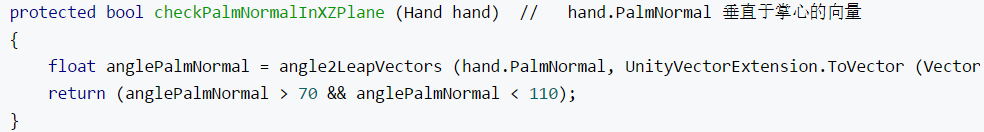 protected bool checkPalmNormalInXZPlane (Hand hand)  //   hand.PalmNormal 垂直于掌心的向量
{
    float anglePalmNormal = angle2LeapVectors (hand.PalmNormal, UnityVectorExtension.ToVector (Vector
    return (anglePalmNormal > 70 && anglePalmNormal < 110);
}